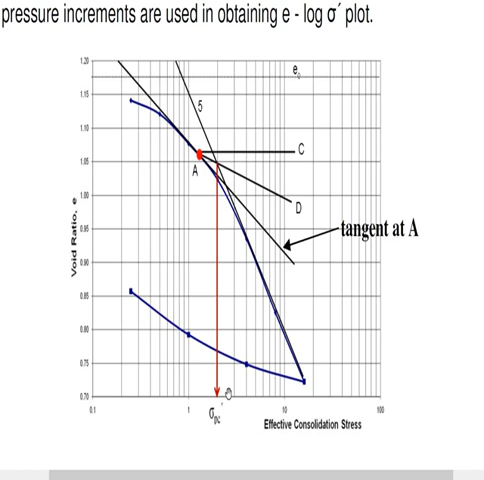 pressure increments are used in obtaining e - log σ´ plot.
1.20
e₀
1.15
5
1.10
C
1.05
A
1.00
D
0.95
tangent at A
0.90
0.85
0.80
0.75
0.70
Void Ratio, e
0.1 1 10 100
σ'pc
Effective Consolidation Stress